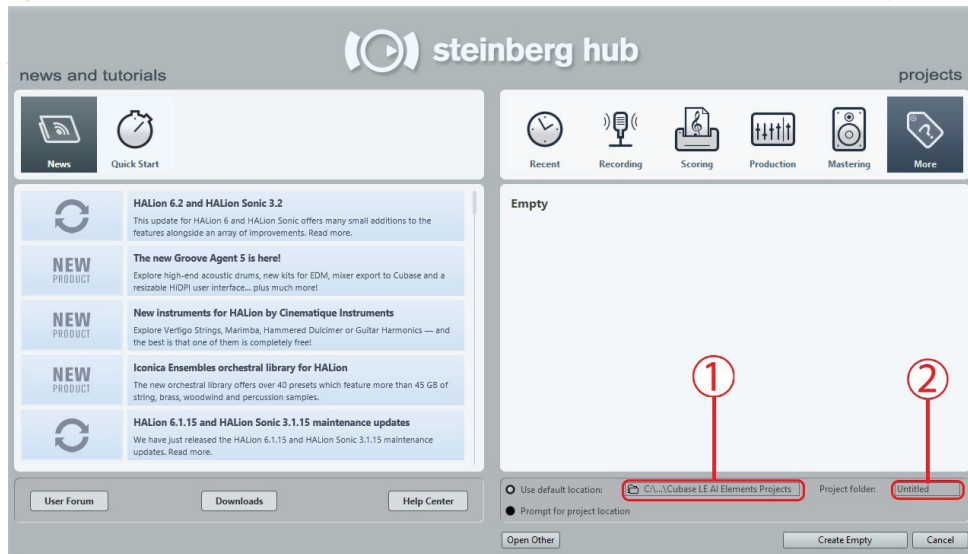 steinberg hub
news and tutorials
projects
News
Quick Start
Recent
Recording
Scoring
Production
Mastering
More
HALion 6.2 and HALion Sonic 3.2
This update for HALion 6 and HALion Sonic offers many small additions to the
features alongside an array of improvements. Read more.
NEW
PRODUCT
The new Groove Agent 5 is here!
Explore high-end acoustic drums, new kits for EDM, mixer export to Cubase and a
resizable HiDPI user interface... plus much more!
NEW
PRODUCT
New instruments for HALion by Cinematique Instruments
Explore Vertigo Strings, Marimba, Hammered Dulcimer or Guitar Harmonics — and
the best is that one of them is completely free!
NEW
PRODUCT
Iconica Ensembles orchestral library for HALion
The new orchestral library offers over 40 presets which feature more than 45 GB of
string, brass, woodwind and percussion samples.
HALion 6.1.15 and HALion Sonic 3.1.15 maintenance updates
We have just released the HALion 6.1.15 and HALion Sonic 3.1.15 maintenance
updates. Read more.
User Forum
Downloads
Help Center
Empty
①
②
Use default location:
C:\...\Cubase LE AI Elements Projects
Project folder:
Untitled
Prompt for project location
Open Other
Create Empty
Cancel